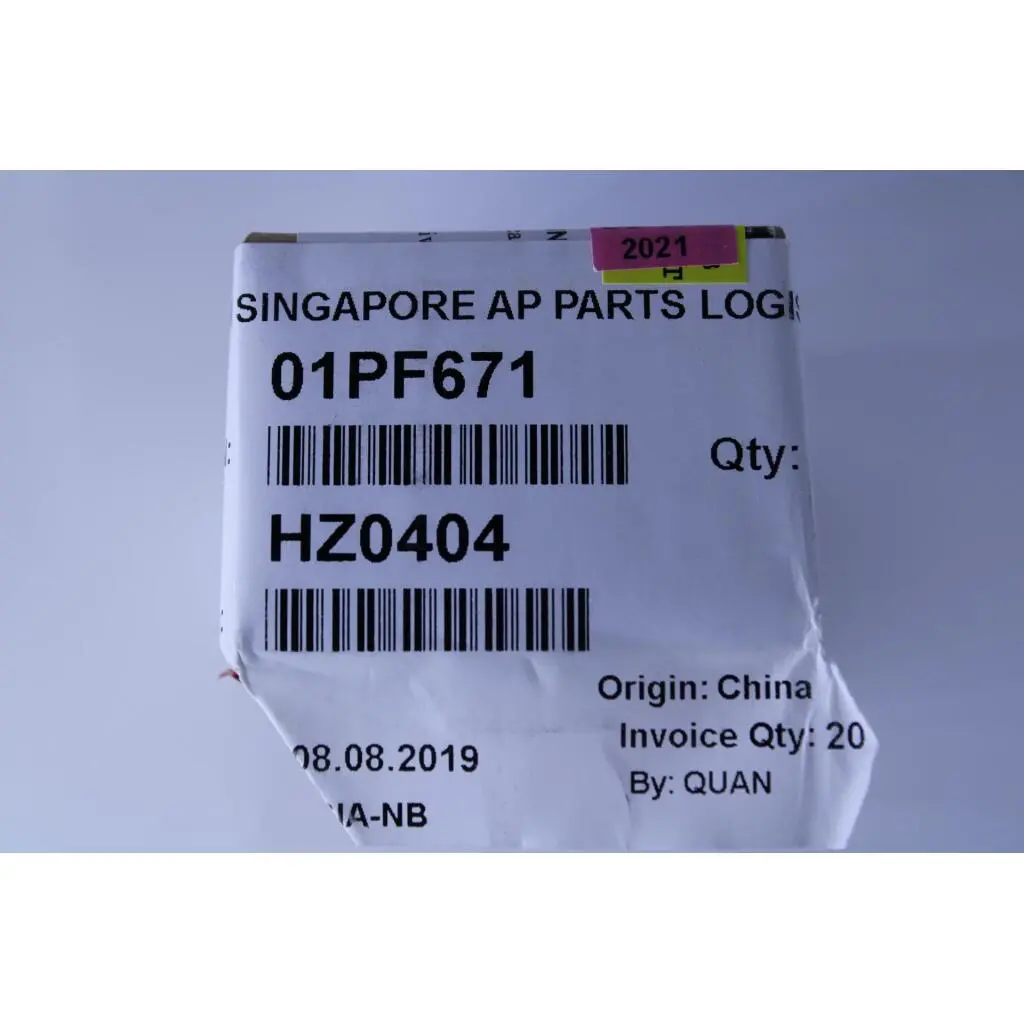 2021
SINGAPORE AP PARTS LOGIS
01PF671
Qty:
HZ0404
Origin: China
Invoice Qty: 20
08.08.2019
By: QUAN
IA-NB